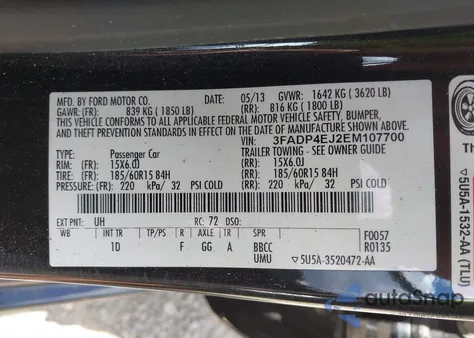 MFD. BY FORD MOTOR CO. DATE: 05/13 GVWR: 1642 KG ( 3620 LB)
GAWR: (FR): 839 KG ( 1850 LB) (RR): 816 KG ( 1800 LB)
THIS VEHICLE CONFORMS TO ALL APPLICABLE FEDERAL MOTOR VEHICLE SAFETY, BUMPER,
AND THEFT PREVENTION STANDARDS IN EFFECT ON THE DATE OF MANUFACTURE SHOWN ABOVE.
VIN: 3FADP4EJ2EM107700
TYPE: Passenger Car TRAILER TOWING - SEE OWNER GUIDE
RIM: (FR): 15X6.0J (RR): 15X6.0J
TIRE: (FR): 185/60R15 84H (RR): 185/60R15 84H
PRESSURE: (FR): 220 kPa/ 32 PSI COLD (RR): 220 kPa/ 32
EXT PNT: UH RC: 72 DSO:
WB INT TR TP/PS R AXLE TR SPR F0057
1D F GG A BBCC R0135
UMU ▽5U5A-3520472-AA
▽5U5A-1532-AA (TLU)
autoSnap